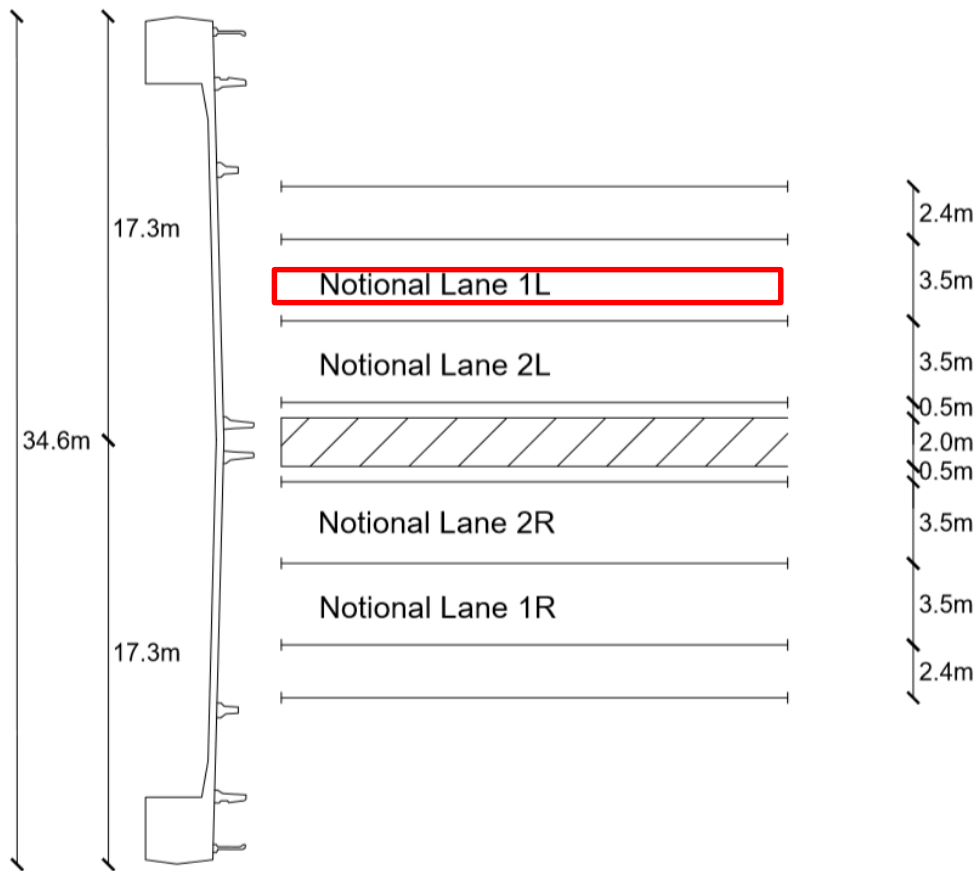 2.4m
17.3m
Notional Lane 1L
3.5m
Notional Lane 2L
3.5m
0.5m
34.6m
2.0m
0.5m
Notional Lane 2R
3.5m
Notional Lane 1R
3.5m
17.3m
2.4m